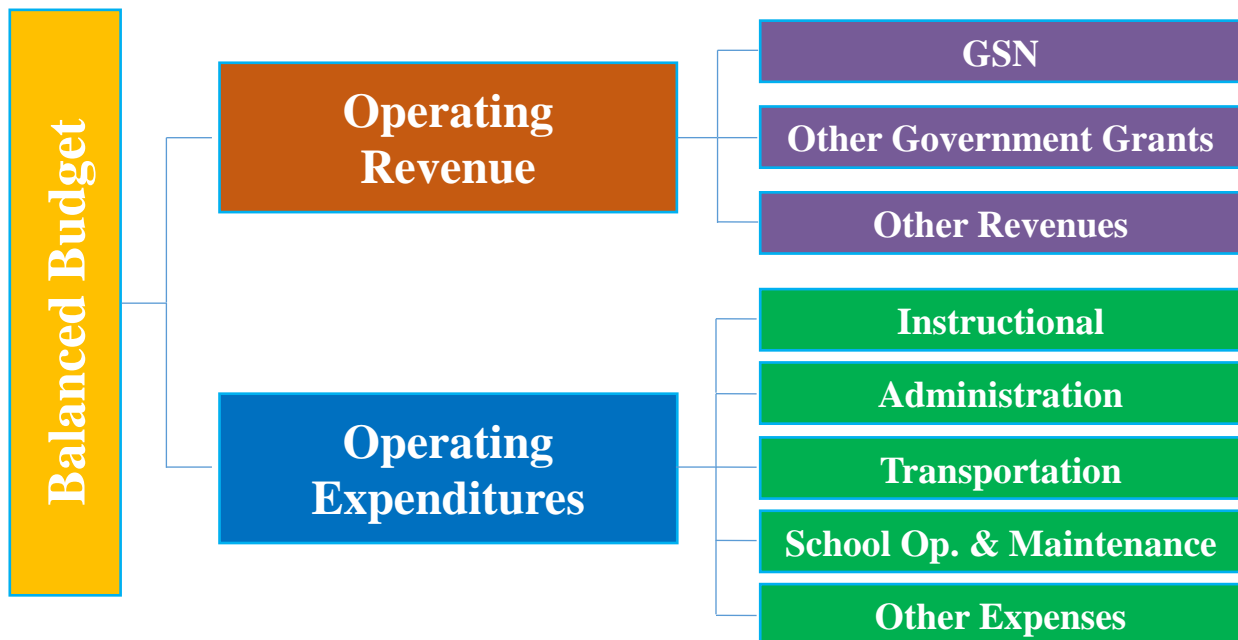 Balanced Budget
Operating
Revenue
GSN
Other Government Grants
Other Revenues
Operating
Expenditures
Instructional
Administration
Transportation
School Op. & Maintenance
Other Expenses